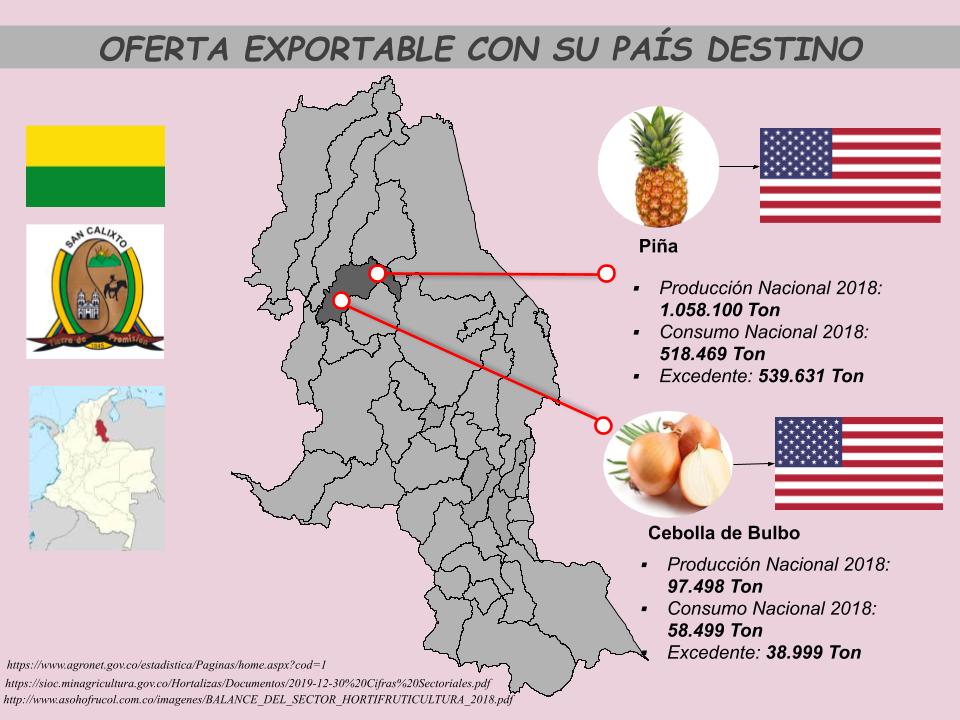 OFERTA EXPORTABLE CON SU PAÍS DESTINO
SAN CALIXTO
Tierra de Promisión
1845
Piña
▪ Producción Nacional 2018:
1.058.100 Ton
▪ Consumo Nacional 2018:
518.469 Ton
▪ Excedente: 539.631 Ton
Cebolla de Bulbo
▪ Producción Nacional 2018:
97.498 Ton
▪ Consumo Nacional 2018:
58.499 Ton
▪ Excedente: 38.999 Ton
https://www.agronet.gov.co/estadistica/Paginas/home.aspx?cod=1
https://sioc.minagricultura.gov.co/Hortalizas/Documentos/2019-12-30%20Cifras%20Sectoriales.pdf
http://www.asohofrucol.com.co/imagenes/BALANCE_DEL_SECTOR_HORTIFRUTICULTURA_2018.pdf